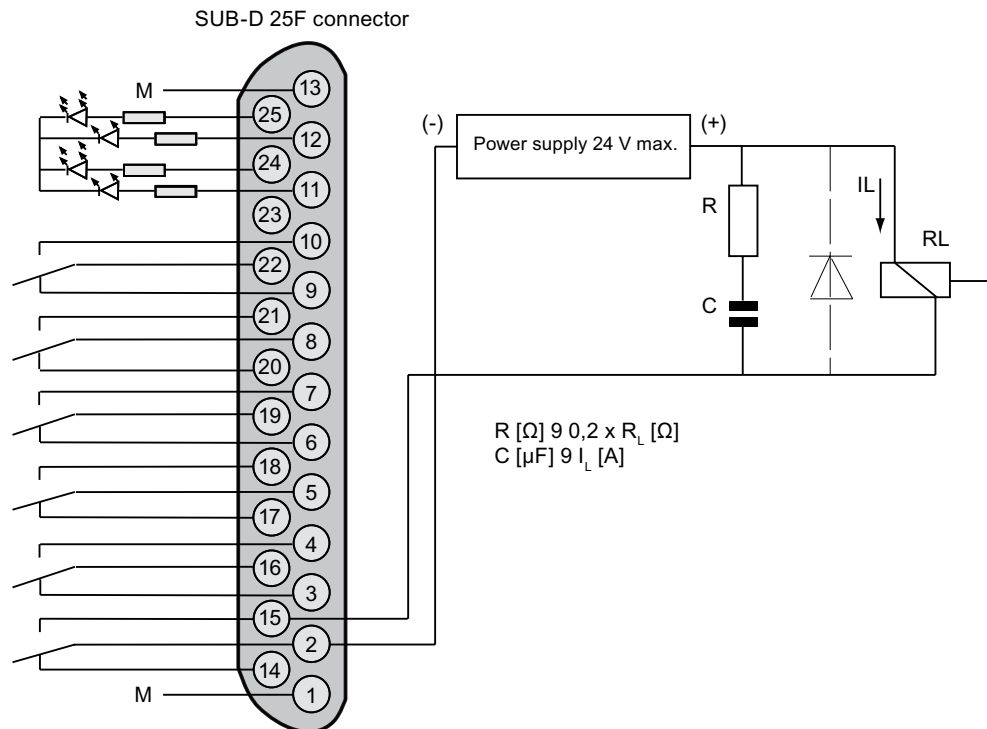 SUB-D 25F connector
M
13
25
12
24
11
23
10
22
9
21
8
20
7
19
6
18
5
17
4
16
3
15
2
14
M
1
(-)
Power supply 24 V max.
(+)
R
C
IL
RL
R [Ω] 9 0,2 x R_L [Ω]
C [µF] 9 I_L [A]